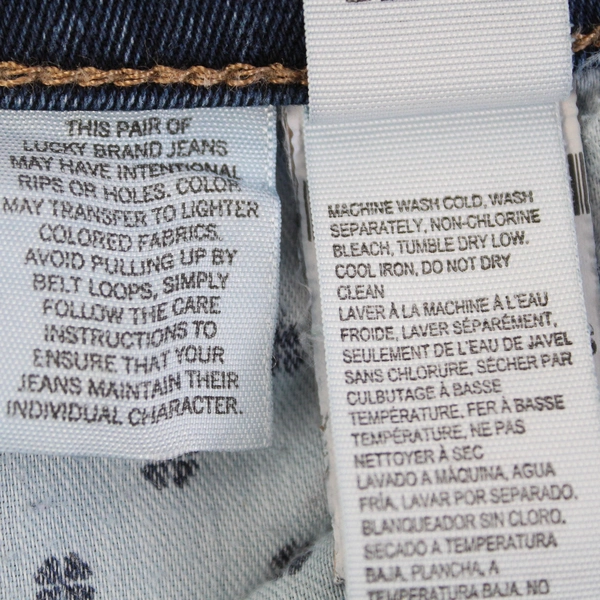 THIS PAIR OF
LUCKY BRAND JEANS
MAY HAVE INTENTIONAL
RIPS OR HOLES. COLOR
MAY TRANSFER TO LIGHTER
COLORED FABRICS.
AVOID PULLING UP BY
BELT LOOPS, SIMPLY
FOLLOW THE CARE
INSTRUCTIONS TO
ENSURE THAT YOUR
JEANS MAINTAIN THEIR
INDIVIDUAL CHARACTER.
MACHINE WASH COLD, WASH
SEPARATELY, NON-CHLORINE
BLEACH, TUMBLE DRY LOW.
COOL IRON, DO NOT DRY
CLEAN
LAVER À LA MACHINE À L'EAU
FROIDE, LAVER SÉPARÉMENT,
SEULEMENT DE L'EAU DE JAVEL
SANS CHLORURE, SÉCHER PAR
CULBUTAGE À BASSE
TEMPÉRATURE, FER À BASSE
TEMPÉRATURE, NE PAS
NETTOYER À SEC
LAVADO A MÀQUINA, AGUA
FRÍA, LAVAR POR SEPARADO,
BLANQUEADOR SIN CLORO,
SECADO A TEMPERATURA
BAJA, PLANCHA, A
TEMPERATURA BAJA, NO